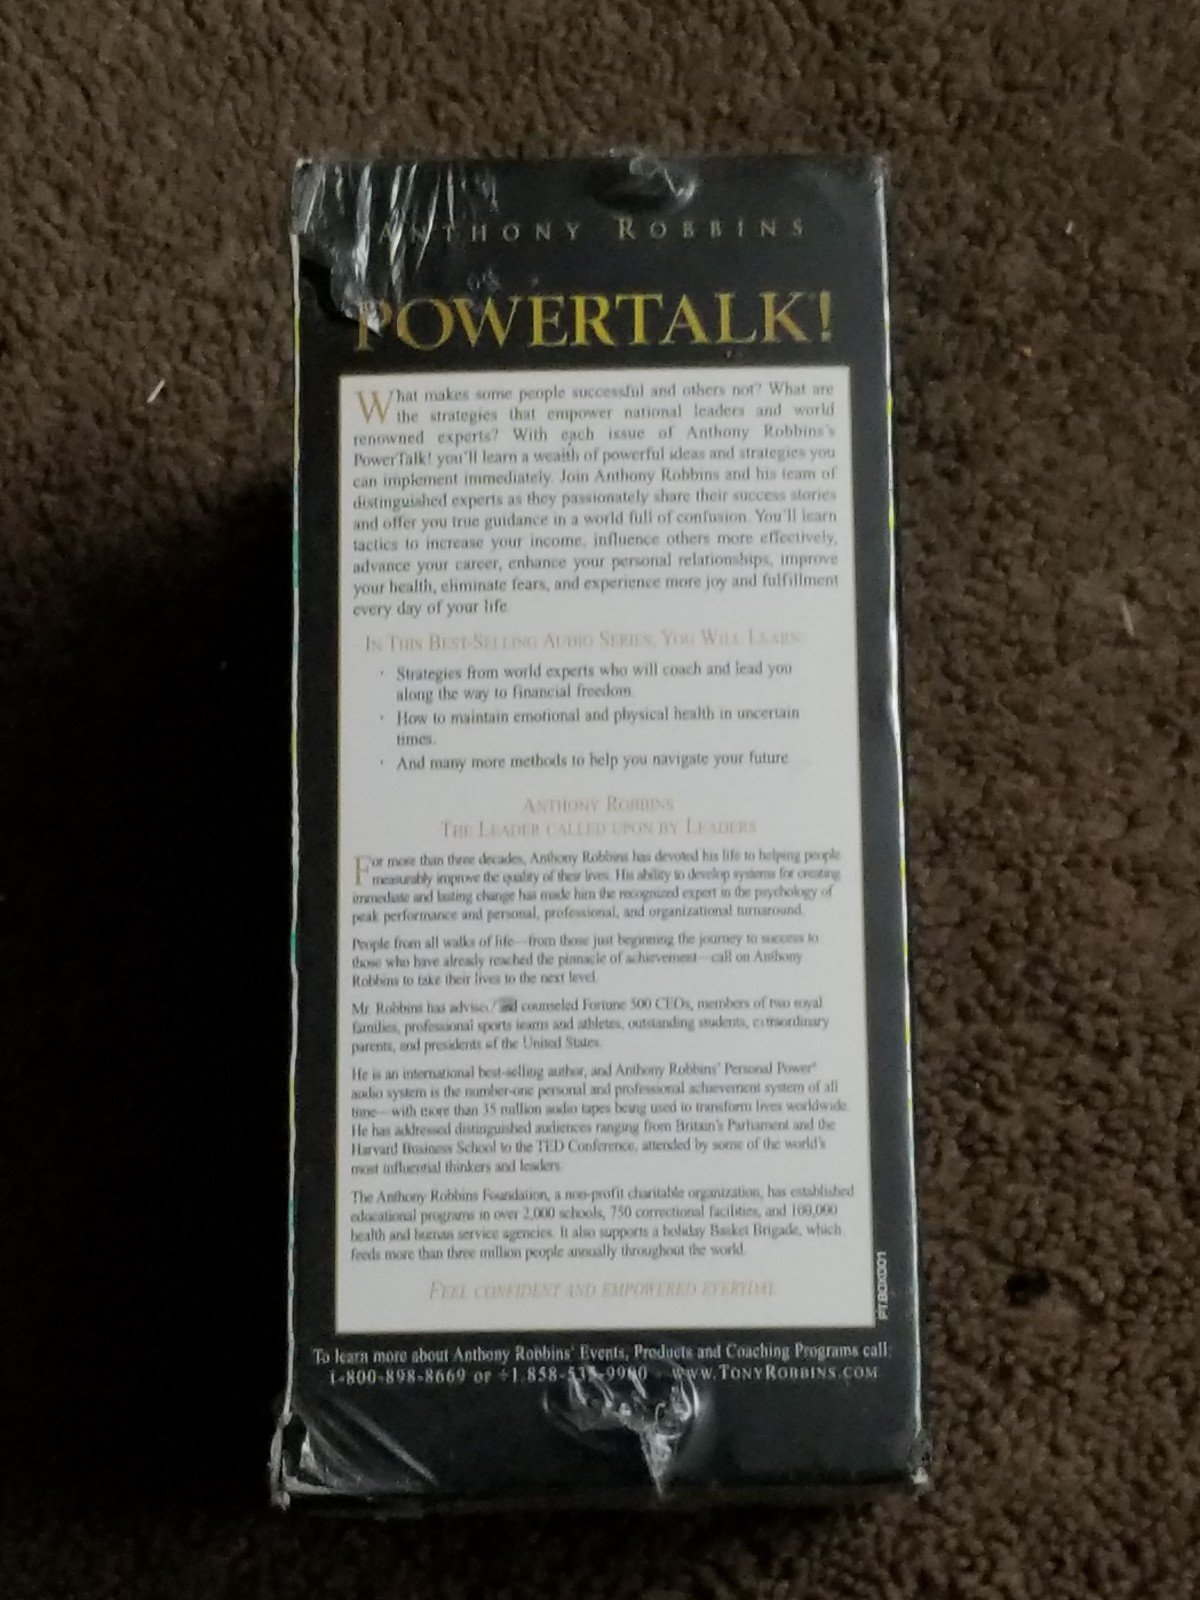 ANTHONY ROBBINS
POWERTALK!
What makes some people successful and others not? What are
the strategies that empower national leaders and world
renowned experts? With each issue of Anthony Robbins's
PowerTalk! you'll learn a wealth of powerful ideas and strategies you
can implement immediately. Join Anthony Robbins and his team of
distinguished experts as they passionately share their success stories
and offer you true guidance in a world full of confusion. You'll learn
tactics to increase your income, influence others more effectively,
advance your career, enhance your personal relationships, improve
your health, eliminate fears, and experience more joy and fulfillment
every day of your life
IN THIS BEST-SELLING AUDIO SERIES, YOU WILL LEARN:
· Strategies from world experts who will coach and lead you
along the way to financial freedom.
· How to maintain emotional and physical health in uncertain
times.
· And many more methods to help you navigate your future
ANTHONY ROBBINS
THE LEADER CALLED UPON BY LEADERS
For more than three decades, Anthony Robbins has devoted his life to helping people
measurably improve the quality of their lives. His ability to develop systems for creating
immediate and lasting change has made him the recognized expert in the psychology of
peak performance and personal, professional, and organizational turnaround.
People from all walks of life—from those just beginning the journey to success to
those who have already reached the pinnacle of achievement—call on Anthony
Robbins to take their lives to the next level.
Mr. Robbins has advised and counseled Fortune 500 CEOs, members of two royal
families, professional sports teams and athletes, outstanding students, extraordinary
parents, and presidents of the United States.
He is an international best-selling author, and Anthony Robbins' Personal Power®
audio system is the number-one personal and professional achievement system of all
time—with more than 35 million audio tapes being used to transform lives worldwide.
He has addressed distinguished audiences ranging from Britain's Parliament and the
Harvard Business School to the TED Conference, attended by some of the world's
most influential thinkers and leaders.
The Anthony Robbins Foundation, a non-profit charitable organization, has established
educational programs in over 2,000 schools, 750 correctional facilities, and 100,000
health and human service agencies. It also supports a holiday Basket Brigade, which
feeds more than three million people annually throughout the world.
FEEL CONFIDENT AND EMPOWERED EVERYDAY
PTBOX001
To learn more about Anthony Robbins' Events, Products and Coaching Programs call:
1-800-898-8669 or +1.858-535-9900 WWW.TONYROBBINS.COM